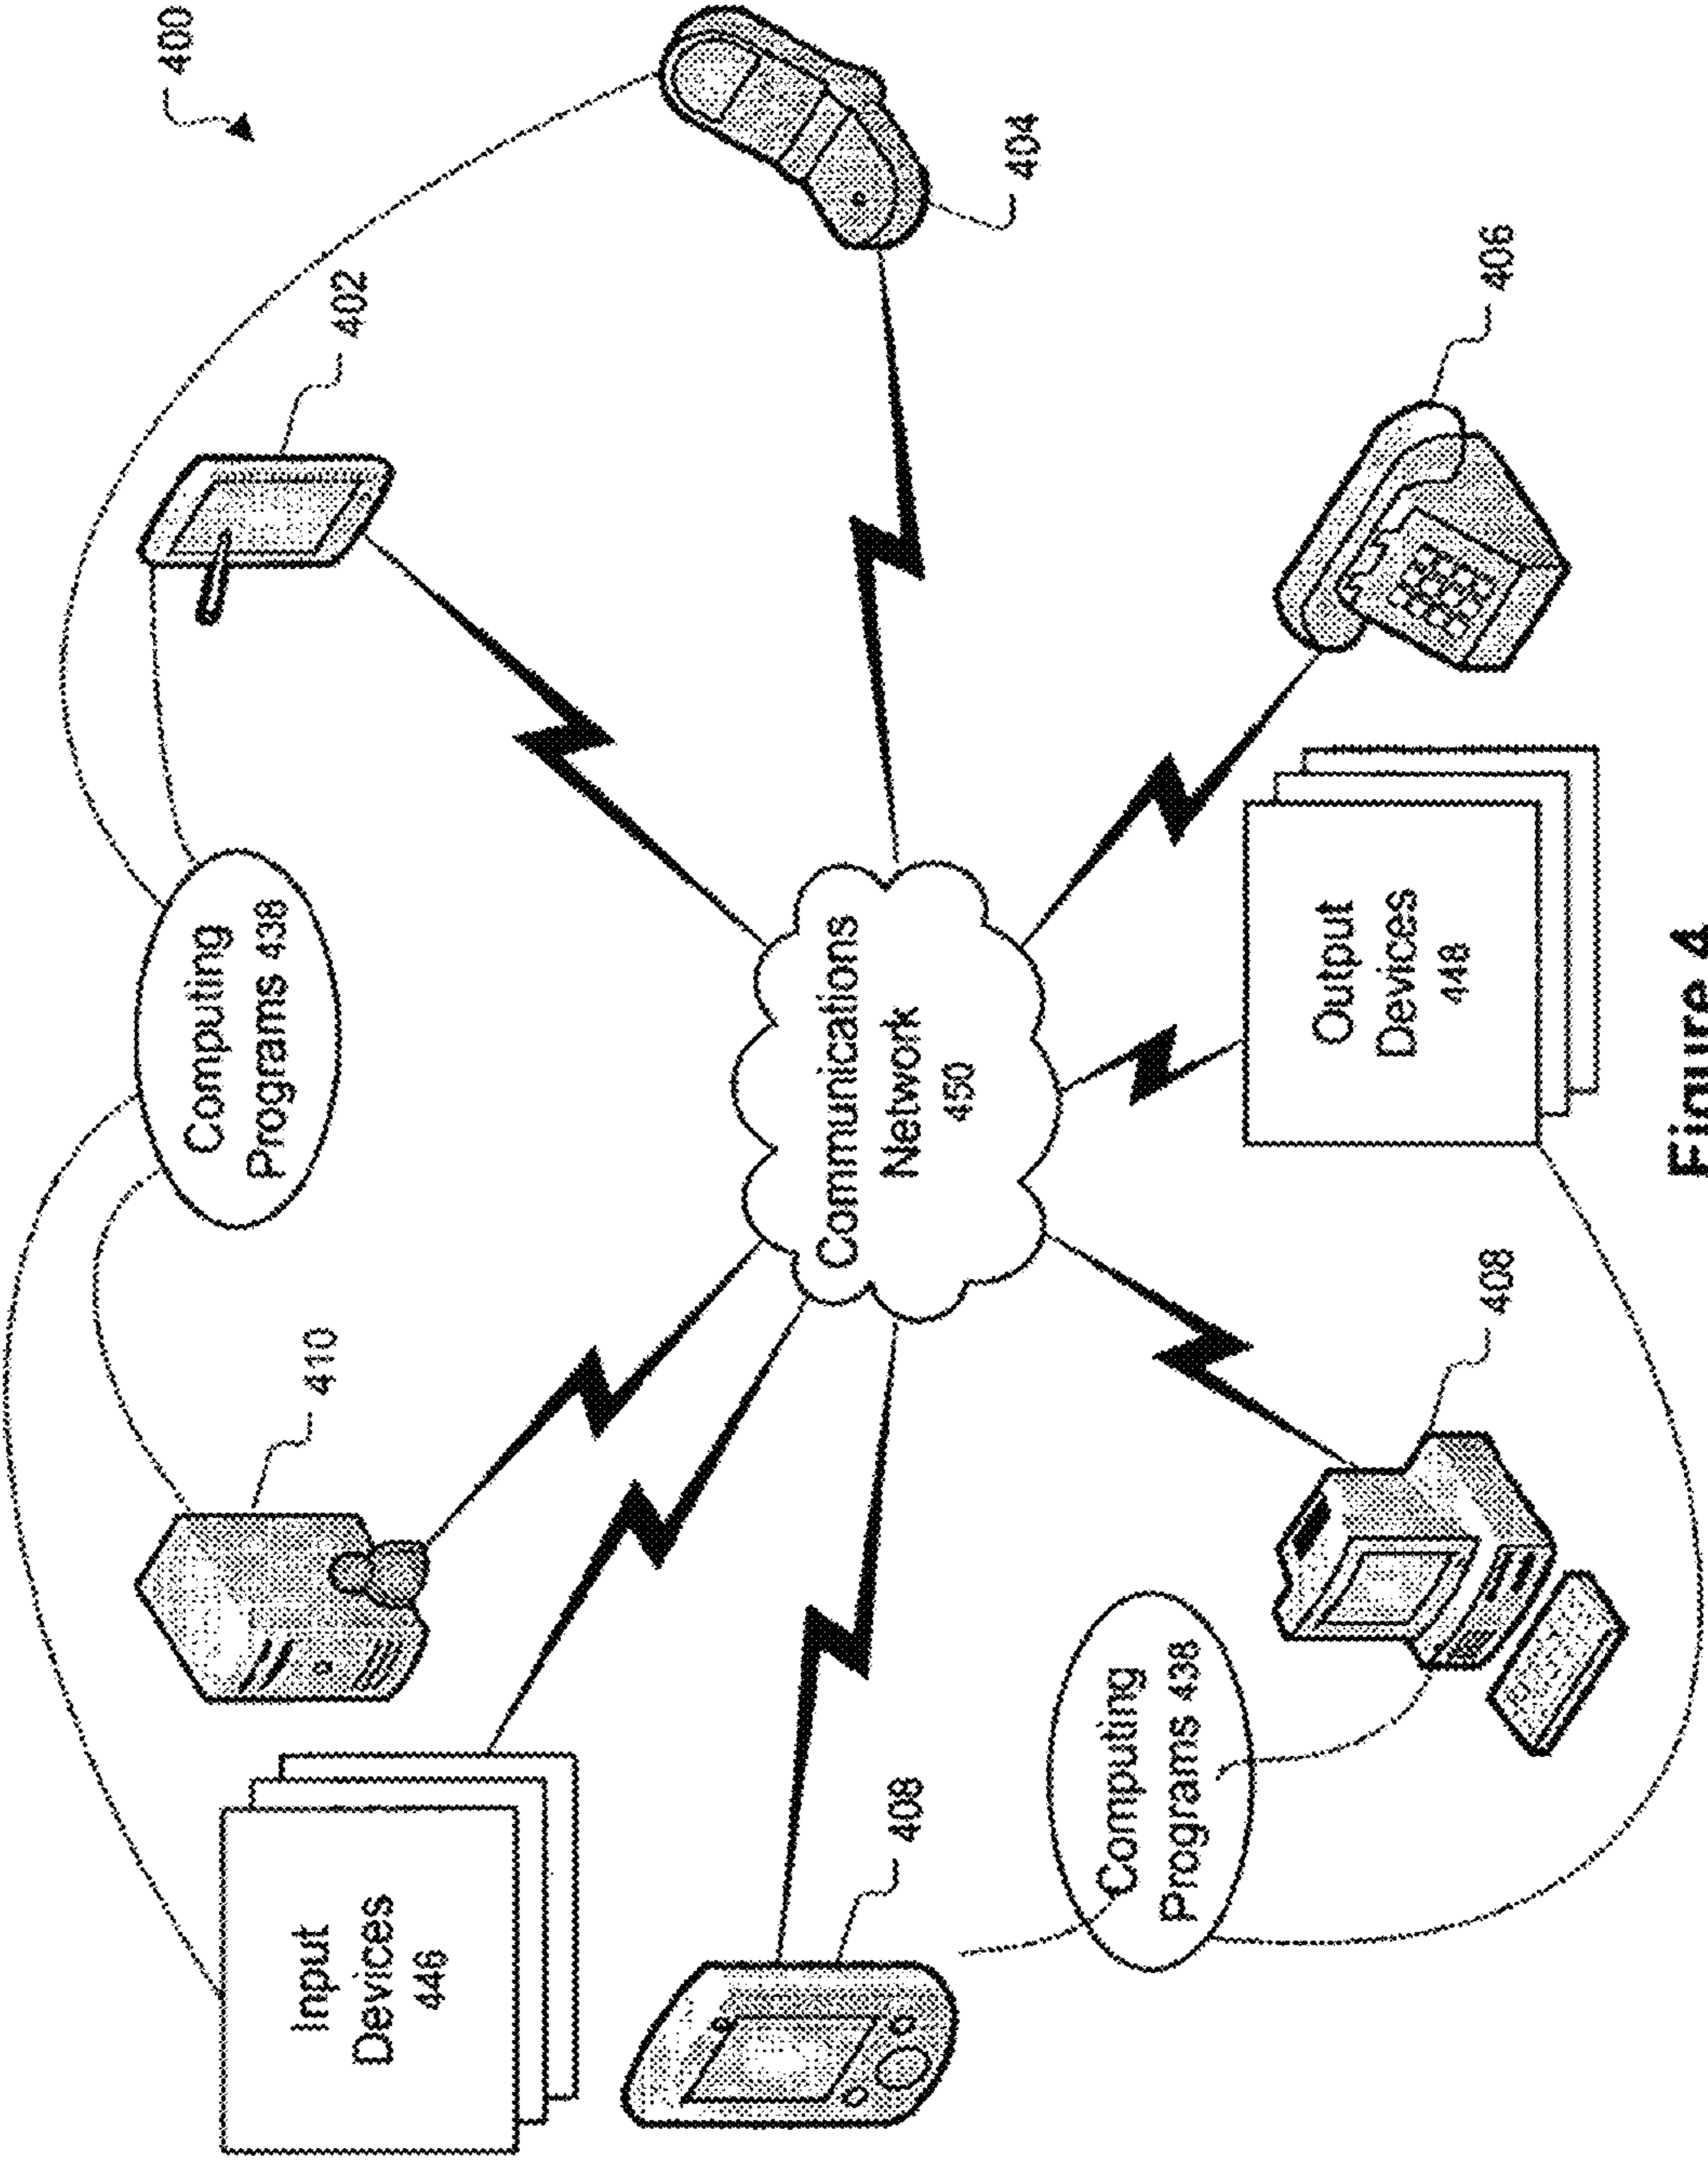 400
Computing
Programs 438
410
402
Input
Devices
446
Communications
Network
450
408
404
Computing
Programs 438
Output
Devices
448
408
406
Figure 4